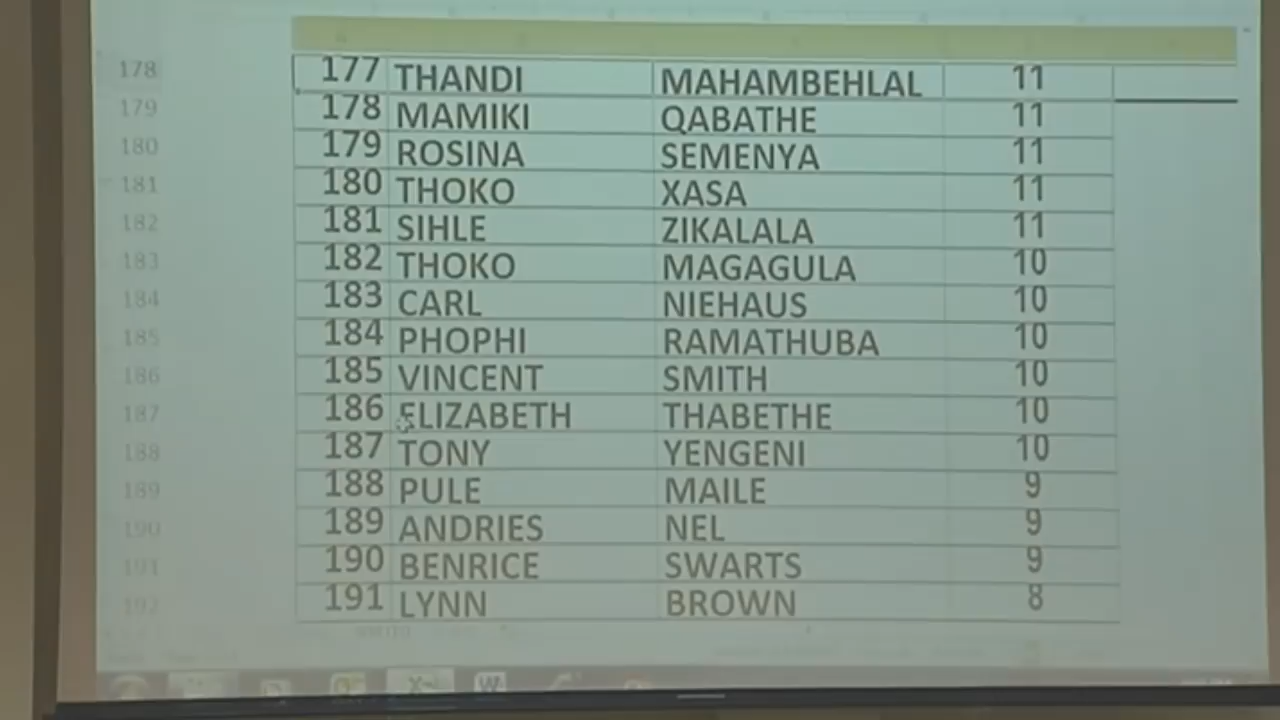 178 177 THANDI MAHAMBEHLAL 11
179 178 MAMIKI QABATHE 11
180 179 ROSINA SEMENYA 11
181 180 THOKO XASA 11
182 181 SIHLE ZIKALALA 11
183 182 THOKO MAGAGULA 10
184 183 CARL NIEHAUS 10
185 184 PHOPHI RAMATHUBA 10
186 185 VINCENT SMITH 10
187 186 ELIZABETH THABETHE 10
188 187 TONY YENGENI 10
189 188 PULE MAILE 9
190 189 ANDRIES NEL 9
191 190 BENRICE SWARTS 9
192 191 LYNN BROWN 8